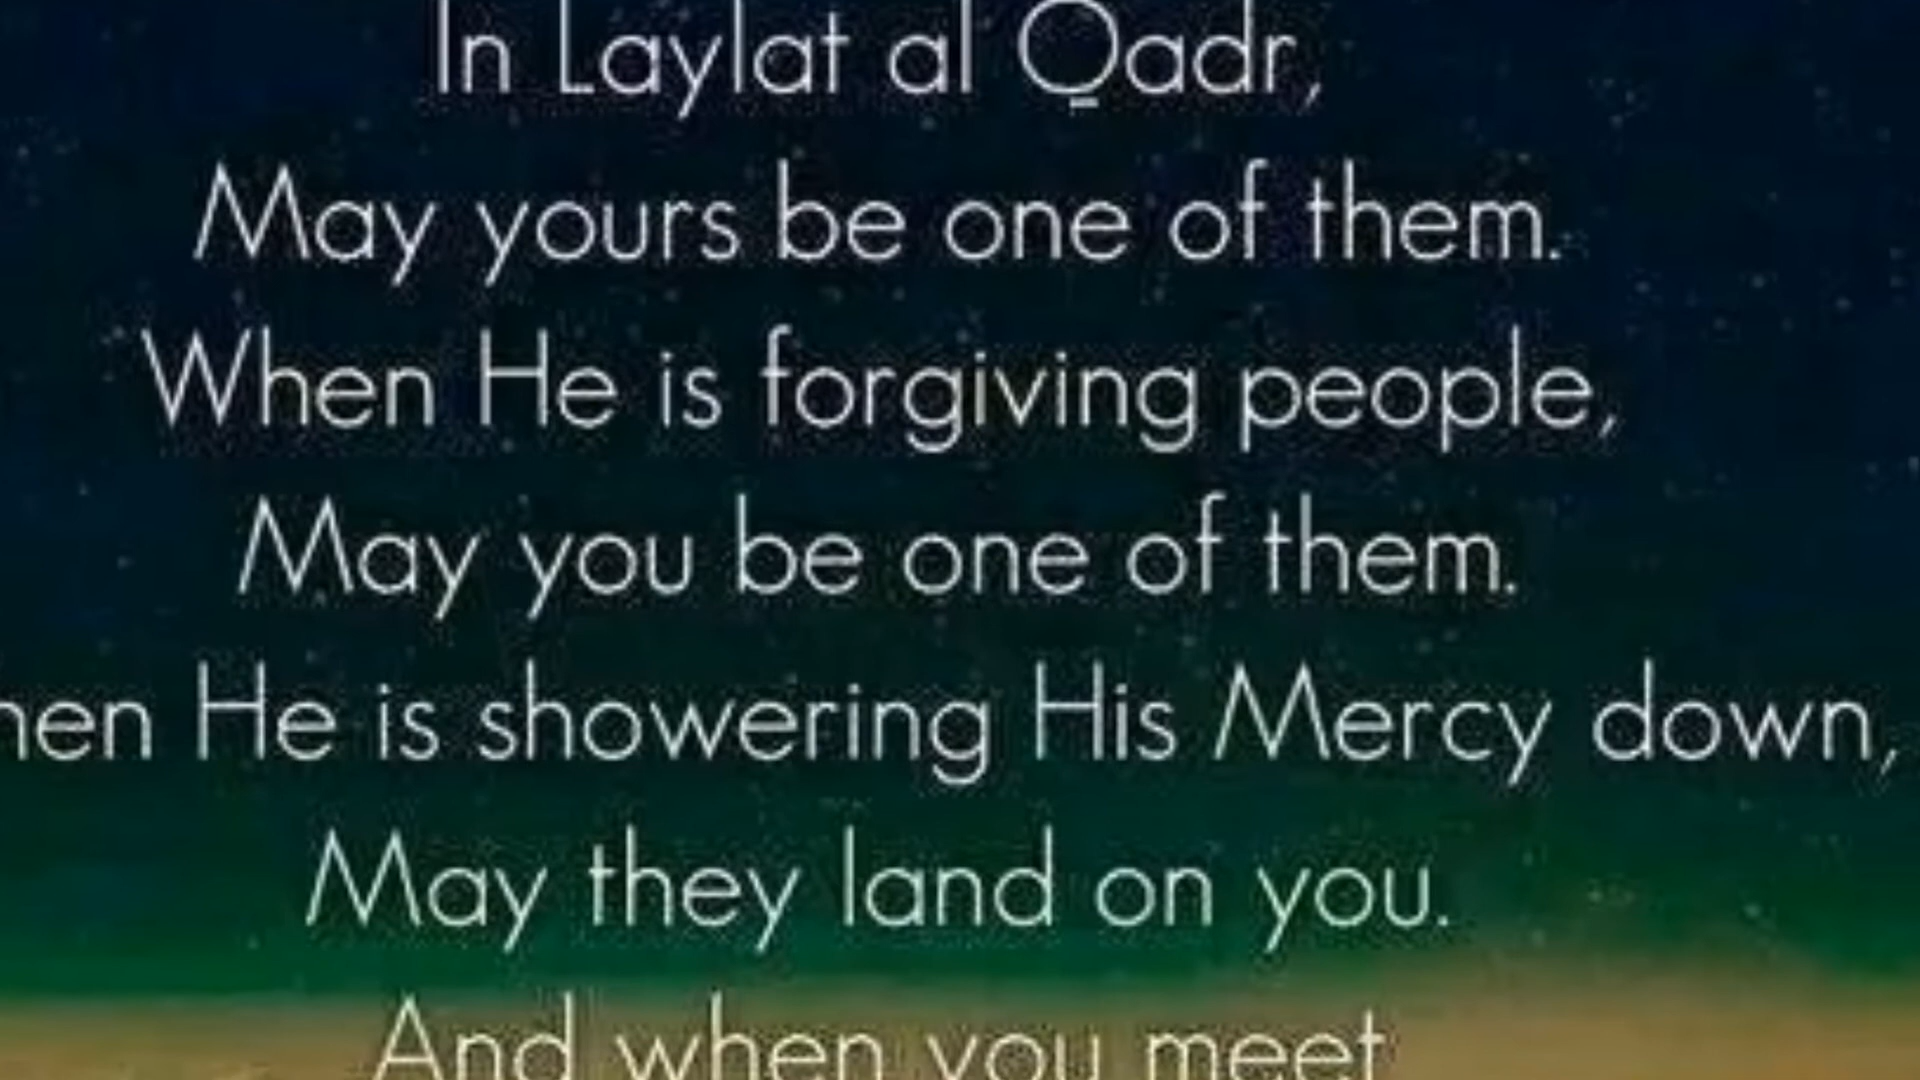 In Laylat al Qadr,
May yours be one of them.
When He is forgiving people,
May you be one of them.
hen He is showering His Mercy down,
May they land on you.
And when you meet